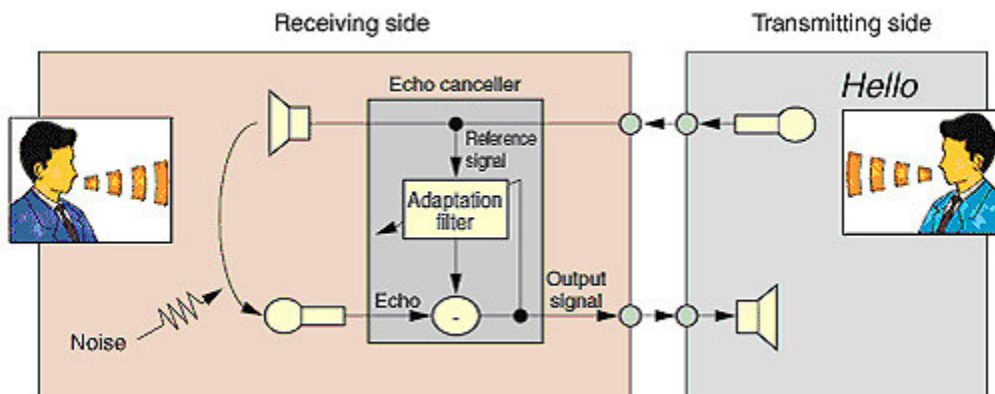 Receiving side
Transmitting side
Hello
Echo canceller
Reference
signal
Adaptation
filter
Output
signal
Echo
-
Noise